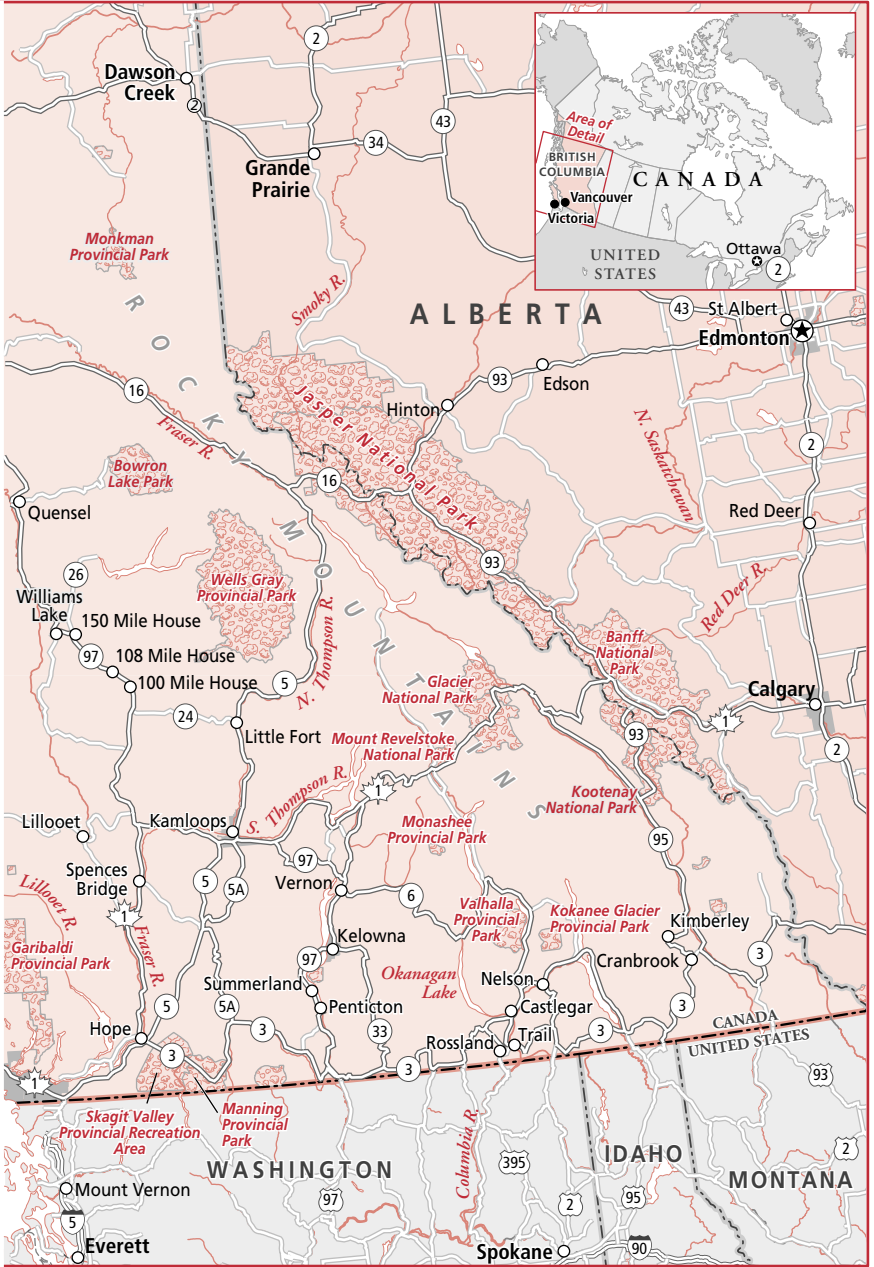 Dawson
Creek
2
2
43
34
Grande
Prairie
Area of
Detail
BRITISH
COLUMBIA
CANADA
Vancouver
Victoria
Ottawa
2
UNITED
STATES
Monkman
Provincial Park
Smoky R.
ALBERTA
43
St Albert
Edmonton
ROCKY MOUNTAINS
16
Fraser R.
93
Edson
Hinton
Jasper National Park
N. Saskatchewan
2
Bowron
Lake Park
16
Quensel
Red Deer
93
26
Wells Gray
Provincial Park
Williams
Lake
150 Mile House
97
108 Mile House
100 Mile House
N. Thompson R.
5
Red Deer R.
Banff
National
Park
Glacier
National Park
Calgary
24
Little Fort
Mount Revelstoke
National Park
93
1
2
S. Thompson R.
1
Kootenay
National Park
Lillooet
Kamloops
Monashee
Provincial Park
95
97
Spences
Bridge
5
5A
Vernon
6
Lillooet R.
1
Fraser R.
Valhalla
Provincial
Park
Kokanee Glacier
Provincial Park
Kimberley
Garibaldi
Provincial Park
Kelowna
97
Cranbrook
3
Summerland
Okanagan
Lake
Nelson
Penticton
Castlegar
5
5A
3
33
3
3
Hope
Rossland
Trail
3
3
CANADA
UNITED STATES
1
93
Skagit Valley
Provincial Recreation
Area
Manning
Provincial
Park
Columbia R.
WASHINGTON
395
IDAHO
2
MONTANA
Mount Vernon
97
2
95
5
Everett
Spokane
90